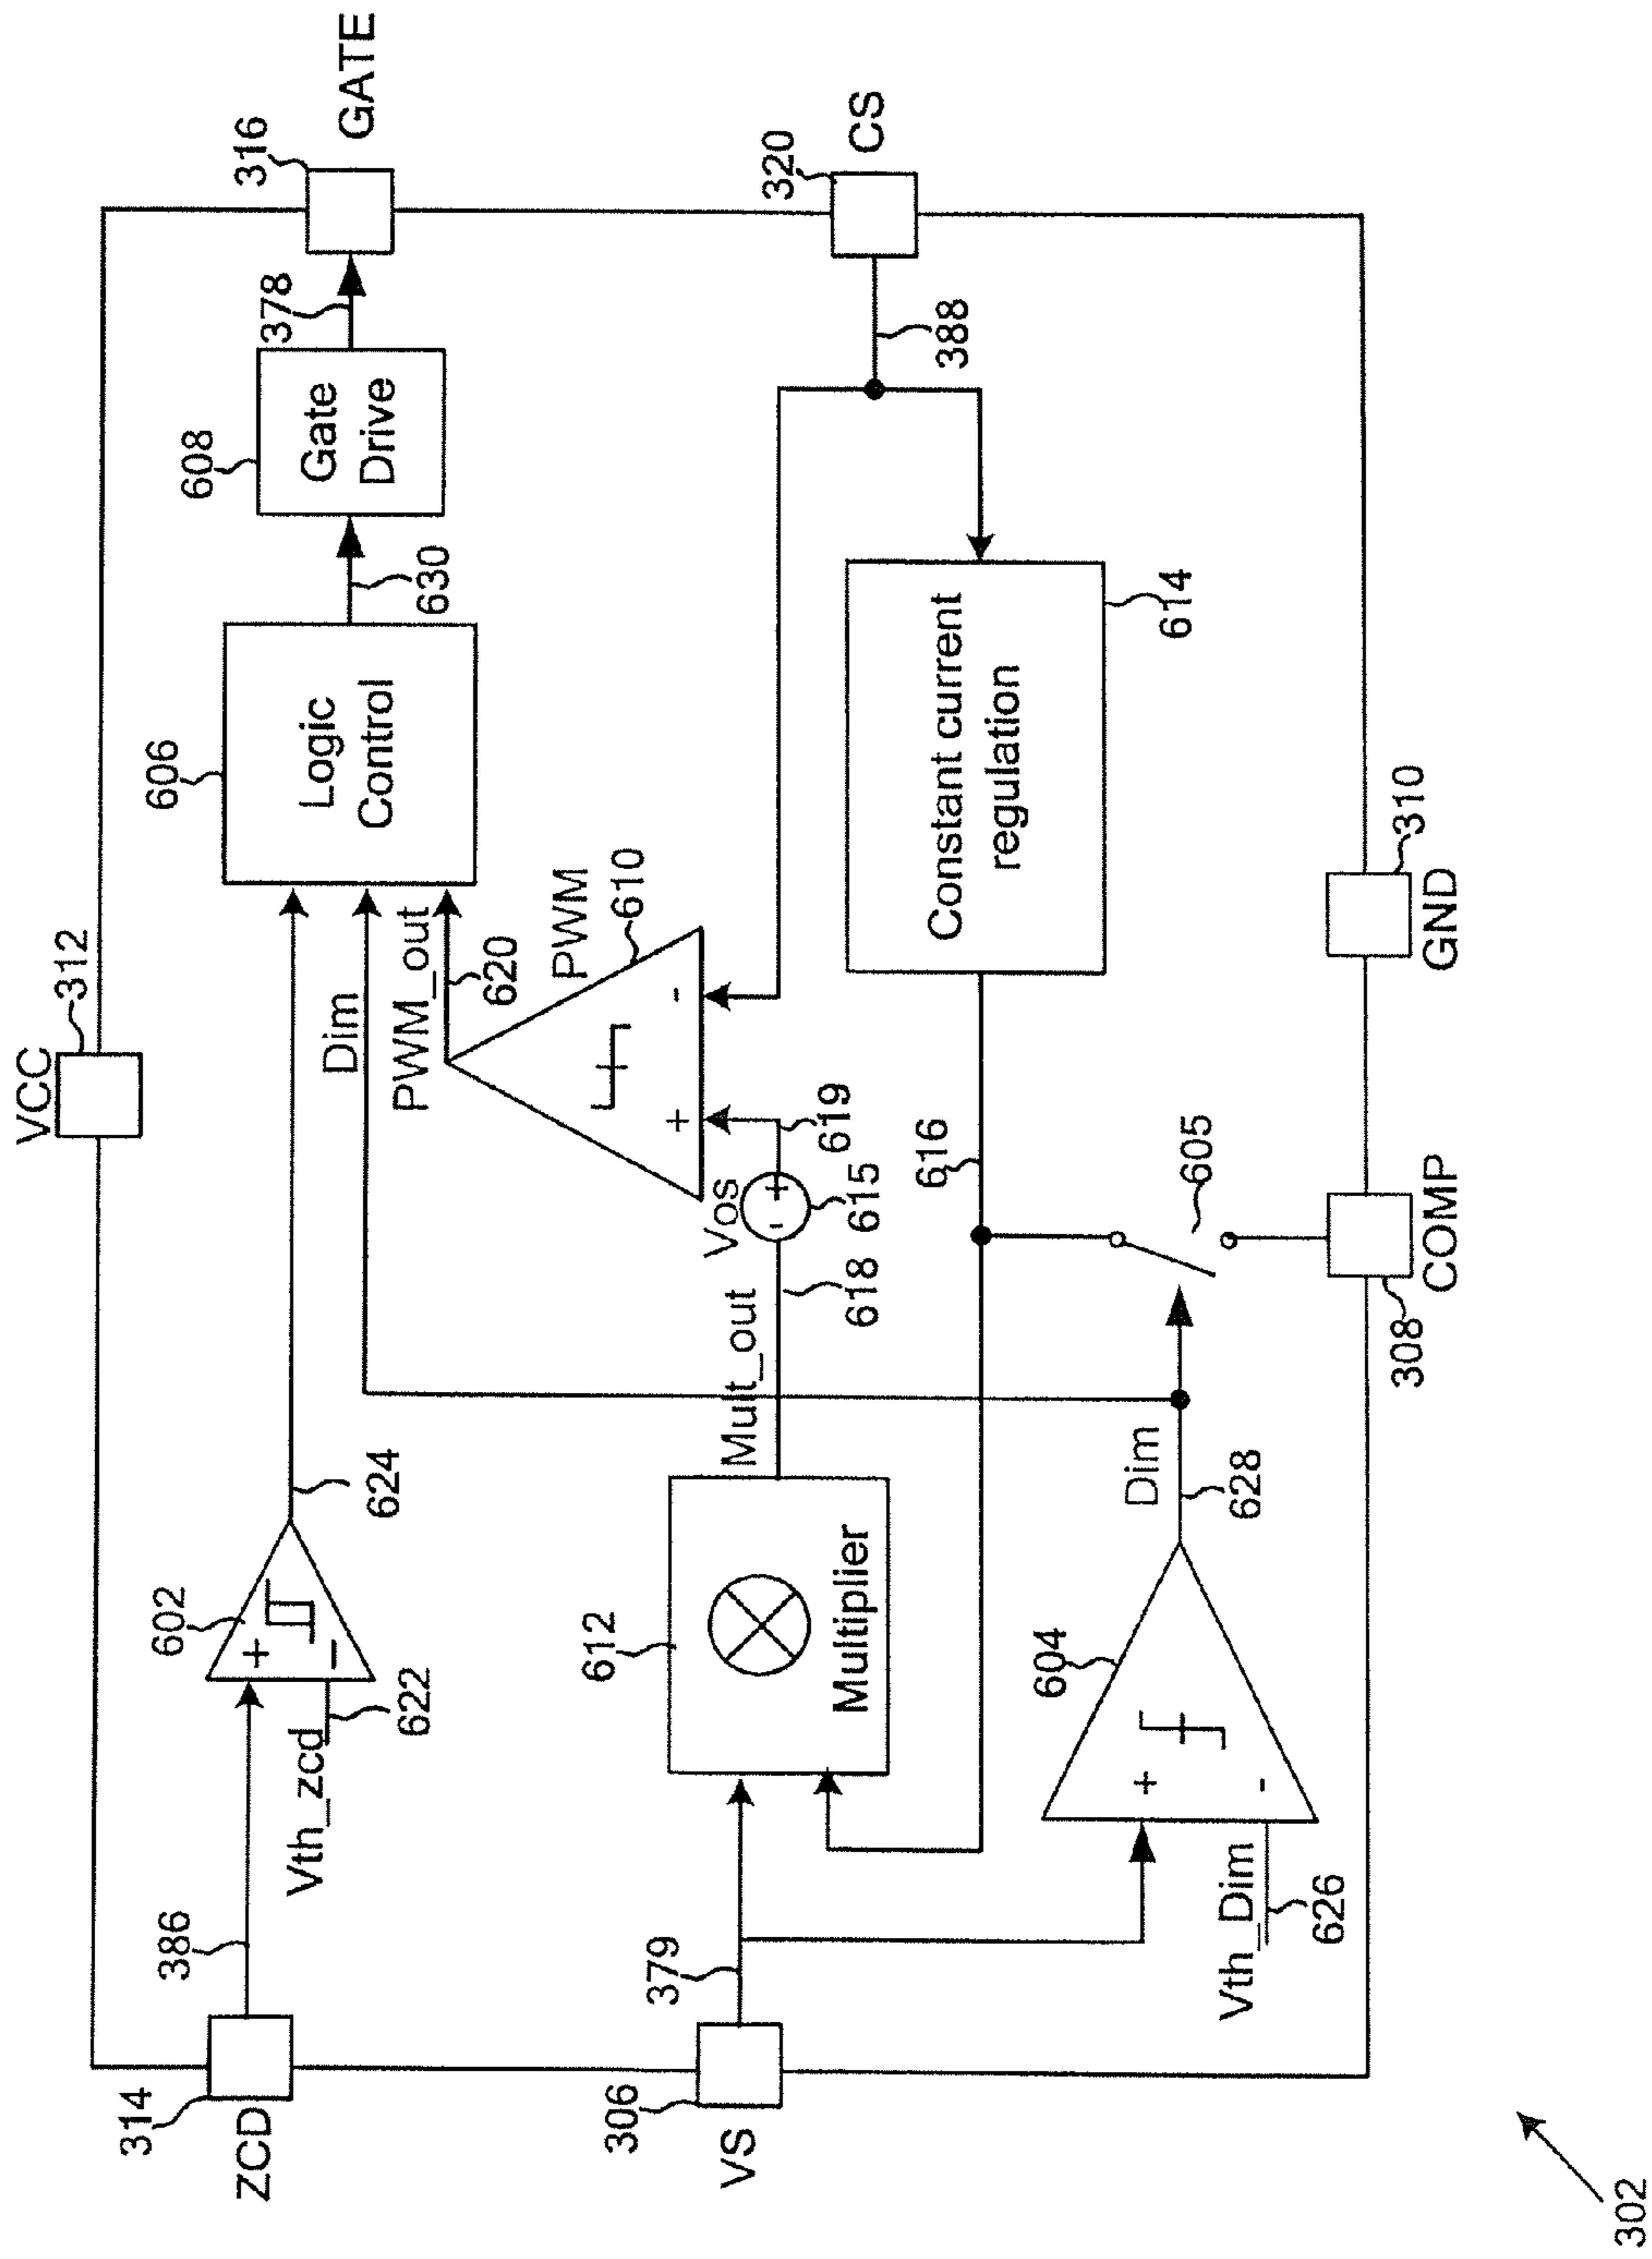 VCC
312
316
GATE
314
ZCD
386
602
+
−
Vth_zcd
622
624
606
Logic
Control
630
608
Gate
Drive
378
Dim
PWM_out
620
PWM
610
+
-
320
CS
388
306
VS
379
612
Multiplier
Mult_out
618
Vos
-
+
615
619
616
Constant current
regulation
614
604
+
-
Vth_Dim
626
Dim
628
605
308
COMP
310
GND
302